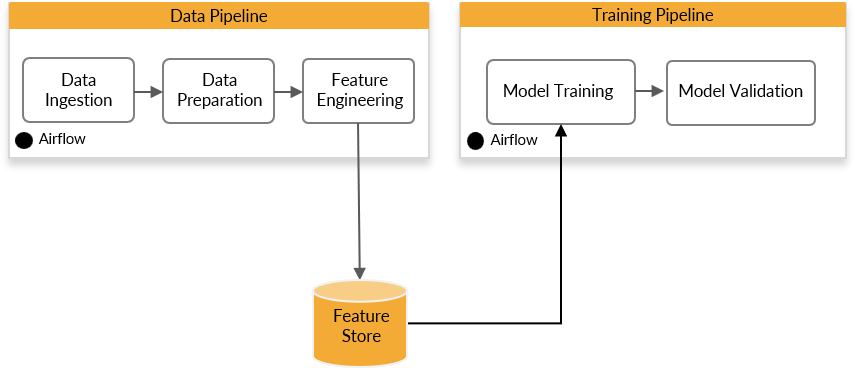 Data Pipeline
Data
Ingestion
Data
Preparation
Feature
Engineering
Airflow
Training Pipeline
Model Training
Model Validation
Airflow
Feature
Store